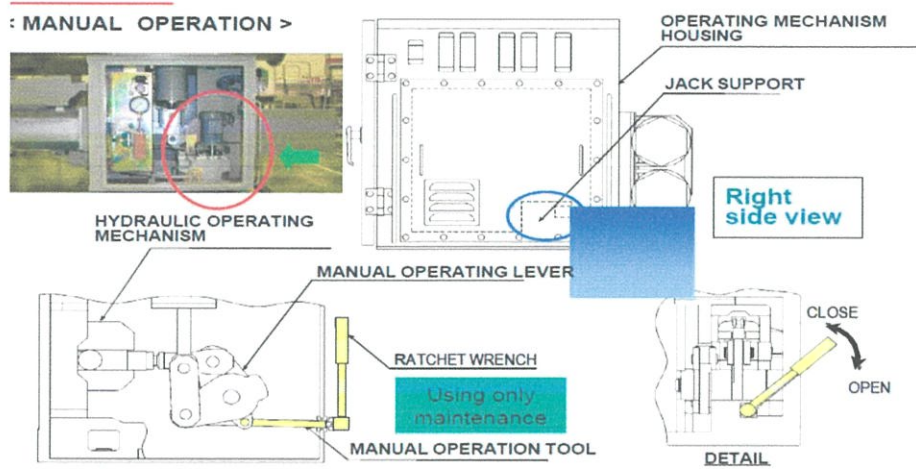 < MANUAL OPERATION >
OPERATING MECHANISM
HOUSING
JACK SUPPORT
Right
side view
HYDRAULIC OPERATING
MECHANISM
MANUAL OPERATING LEVER
RATCHET WRENCH
Using only
maintenance
MANUAL OPERATION TOOL
CLOSE
OPEN
DETAIL